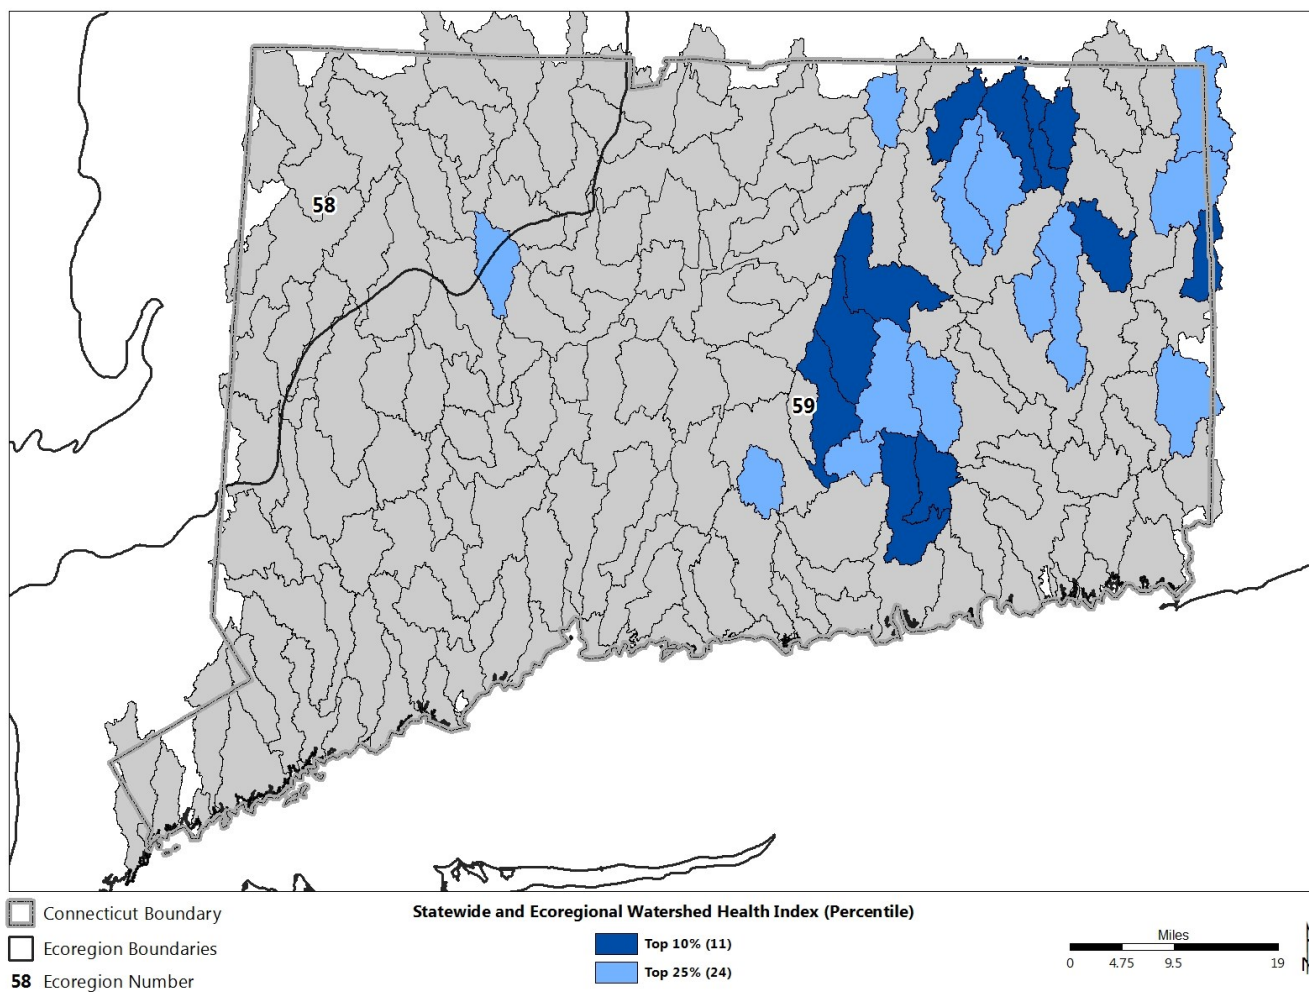 58
59
Connecticut Boundary
Ecoregion Boundaries
58 Ecoregion Number
Statewide and Ecoregional Watershed Health Index (Percentile)
Top 10% (11)
Top 25% (24)
Miles
0 4.75 9.5 19
N